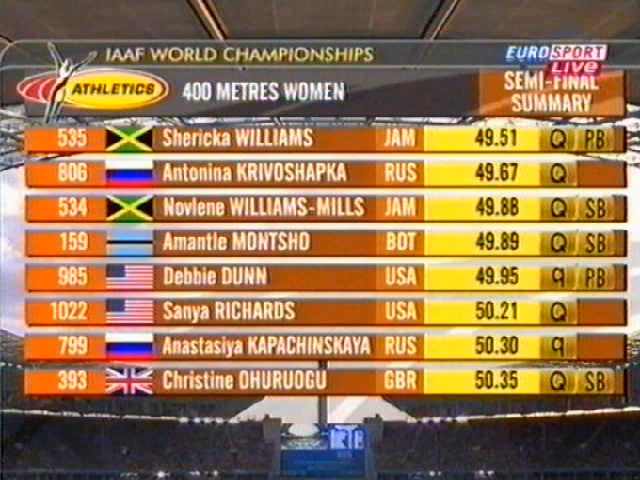 IAAF WORLD CHAMPIONSHIPS
EUROSPORT
Live
ATHLETICS
400 METRES WOMEN
SEMI-FINAL
SUMMARY
535 Shericka WILLIAMS JAM 49.51 Q PB
806 Antonina KRIVOSHAPKA RUS 49.67 Q
534 Novlene WILLIAMS-MILLS JAM 49.88 Q SB
159 Amantle MONTSHO BOT 49.89 Q SB
985 Debbie DUNN USA 49.95 q PB
1022 Sanya RICHARDS USA 50.21 Q
799 Anastasiya KAPACHINSKAYA RUS 50.30 q
393 Christine OHURUOGU GBR 50.35 Q SB